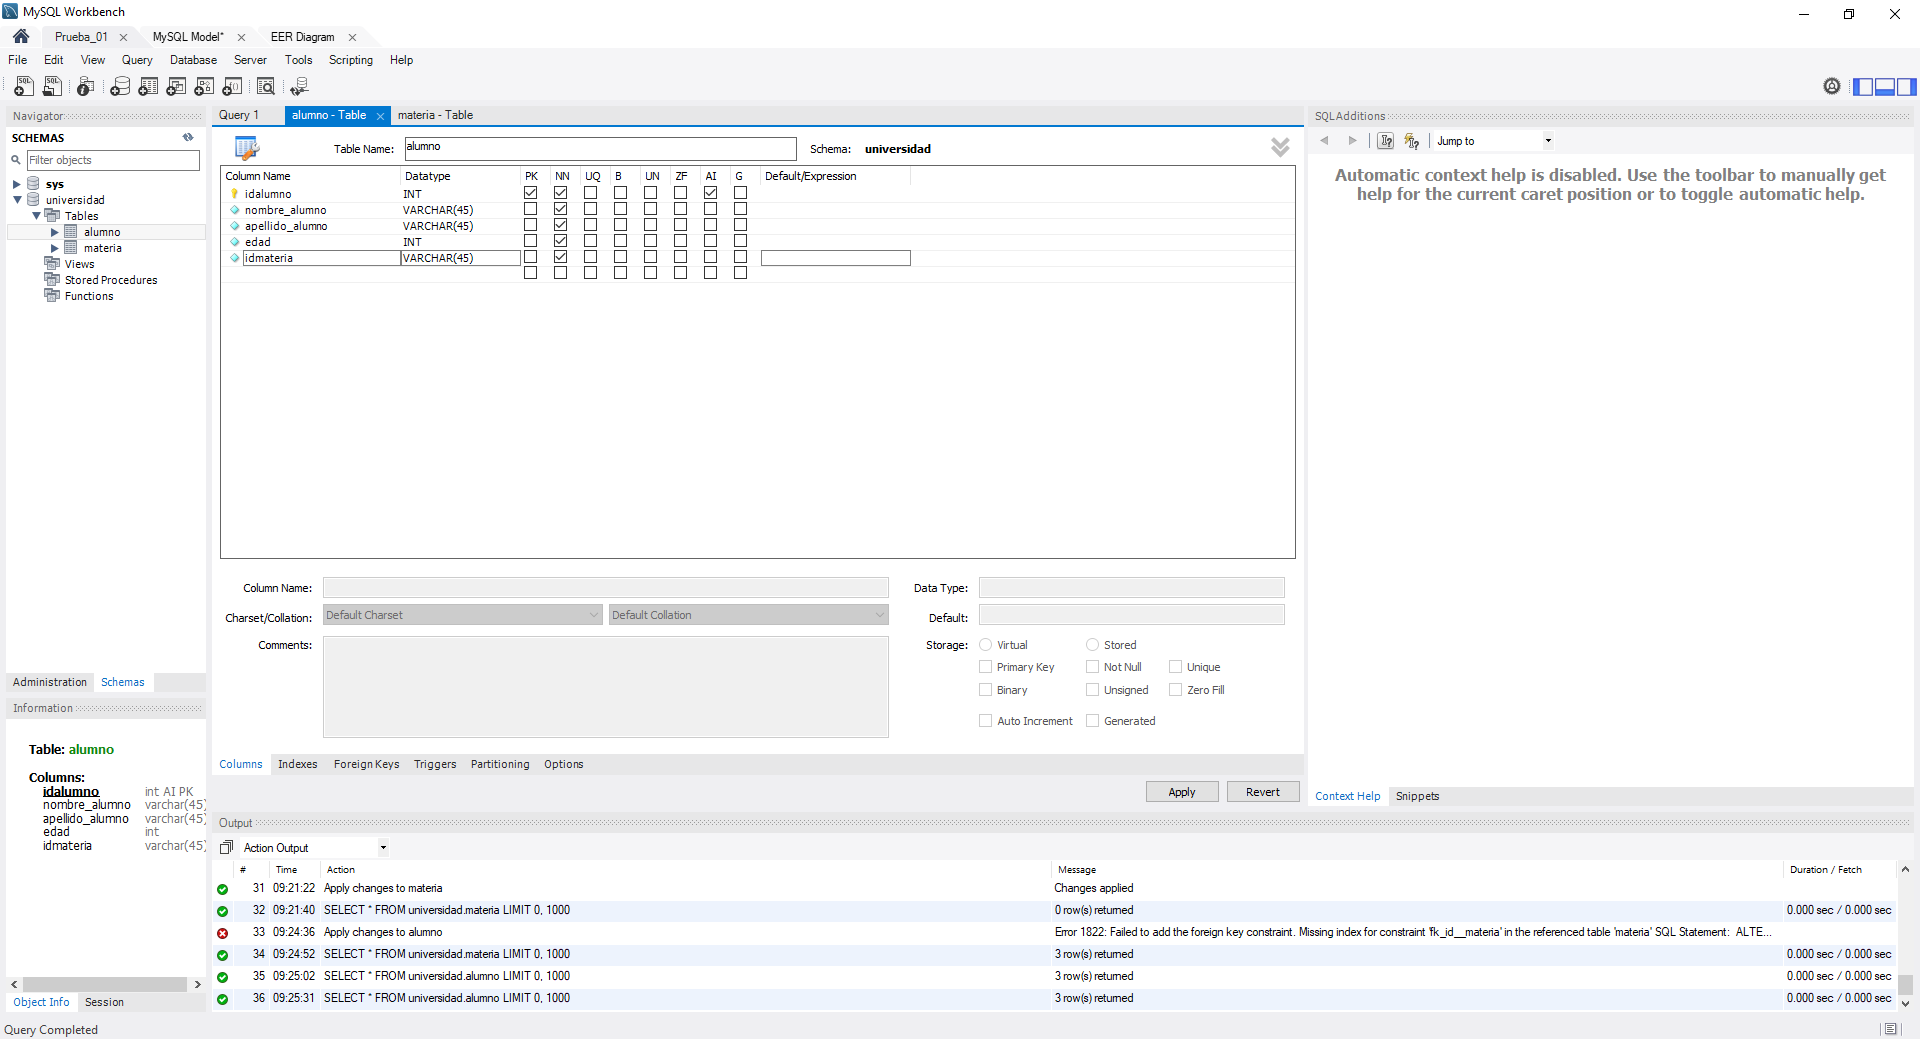 MySQL Workbench
Prueba_01
MySQL Model*
EER Diagram
File Edit View Query Database Server Tools Scripting Help
Navigator
SCHEMAS
Filter objects
sys
universidad
Tables
alumno
materia
Views
Stored Procedures
Functions
Administration Schemas
Information
Table: alumno
Columns:
idalumno int AI PK
nombre_alumno varchar(45)
apellido_alumno varchar(45)
edad int
idmateria varchar(45)
Object Info Session
Query 1
alumno - Table
materia - Table
Table Name: alumno
Schema: universidad
Column Name Datatype PK NN UQ B UN ZF AI G Default/Expression
idalumno INT
nombre_alumno VARCHAR(45)
apellido_alumno VARCHAR(45)
edad INT
idmateria VARCHAR(45)
Column Name:
Data Type:
Charset/Collation: Default Charset Default Collation
Default:
Comments:
Storage: Virtual Stored
Primary Key Not Null Unique
Binary Unsigned Zero Fill
Auto Increment Generated
Columns Indexes Foreign Keys Triggers Partitioning Options
Apply Revert
SQLAdditions
Jump to
Automatic context help is disabled. Use the toolbar to manually get
help for the current caret position or to toggle automatic help.
Context Help Snippets
Output
Action Output
# Time Action Message Duration / Fetch
31 09:21:22 Apply changes to materia Changes applied
32 09:21:40 SELECT * FROM universidad.materia LIMIT 0, 1000 0 row(s) returned 0.000 sec / 0.000 sec
33 09:24:36 Apply changes to alumno Error 1822: Failed to add the foreign key constraint. Missing index for constraint 'fk_id__materia' in the referenced table 'materia' SQL Statement: ALTE...
34 09:24:52 SELECT * FROM universidad.materia LIMIT 0, 1000 3 row(s) returned 0.000 sec / 0.000 sec
35 09:25:02 SELECT * FROM universidad.alumno LIMIT 0, 1000 3 row(s) returned 0.000 sec / 0.000 sec
36 09:25:31 SELECT * FROM universidad.alumno LIMIT 0, 1000 3 row(s) returned 0.000 sec / 0.000 sec
Query Completed